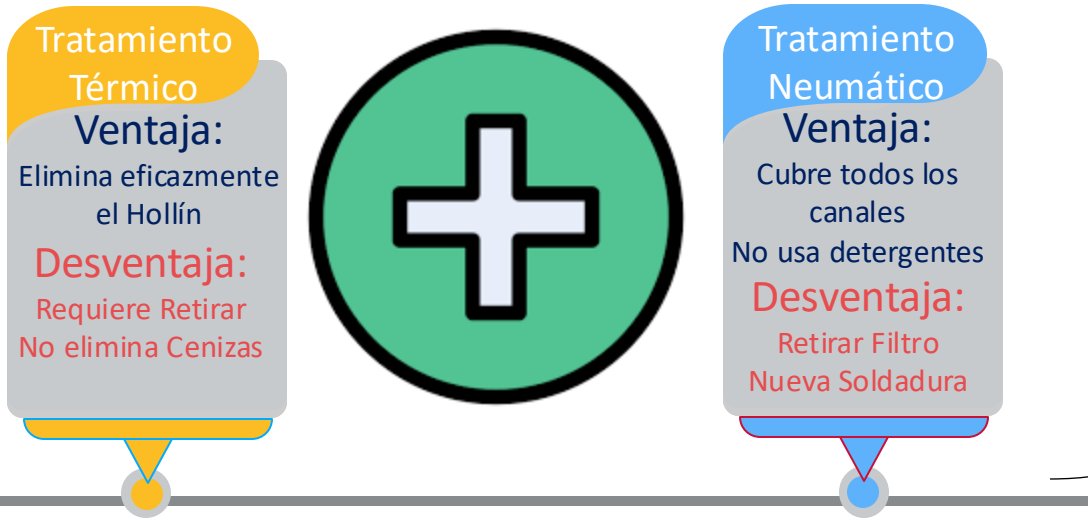 Tratamiento
Térmico
Ventaja:
Elimina eficazmente
el Hollín
Desventaja:
Requiere Retirar
No elimina Cenizas
Tratamiento
Neumático
Ventaja:
Cubre todos los
canales
No usa detergentes
Desventaja:
Retirar Filtro
Nueva Soldadura